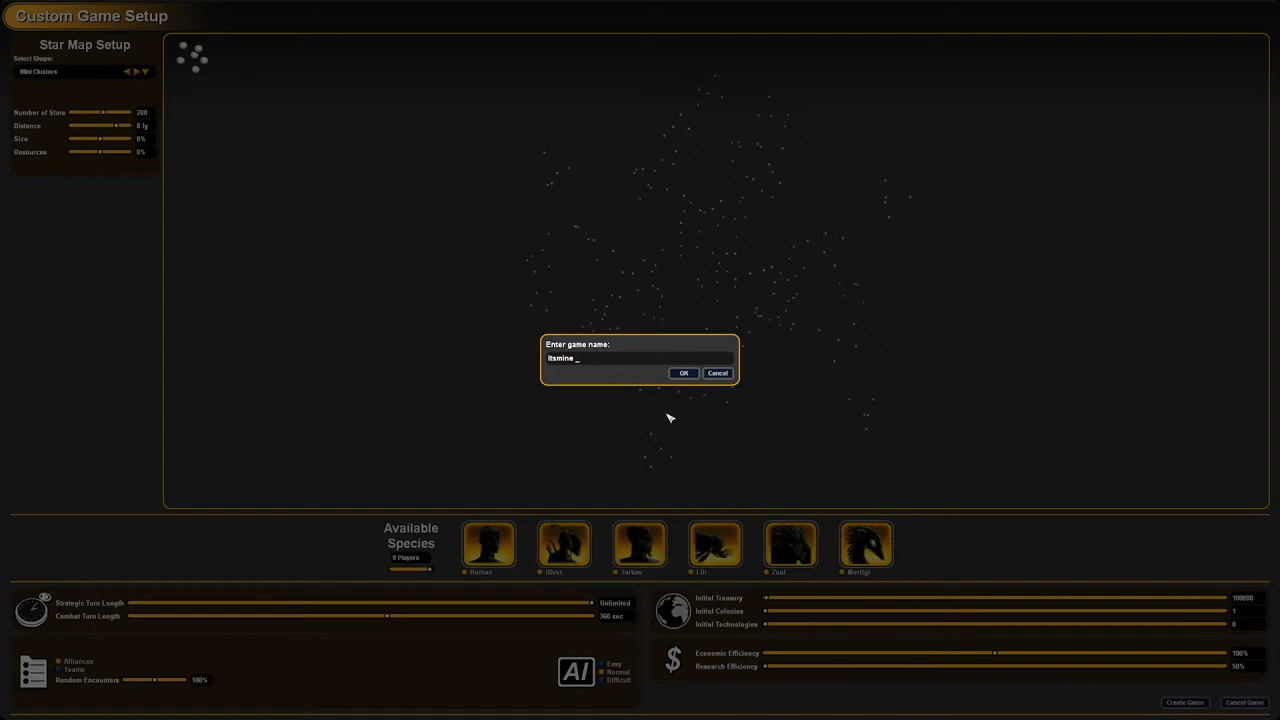 Custom Game Setup
Star Map Setup
Select Shape:
Mini Clusters
Number of Stars 200
Distance 8 ly
Size 0%
Resources 0%
Enter game name:
Itsmine _
OK Cancel
Available
Species
8 Players
Human Hiver Tarkas Liir Zuul Morrigi
Strategic Turn Length Unlimited
Combat Turn Length 360 sec
Initial Treasury 100000
Initial Colonies 1
Initial Technologies 0
Alliances
Teams
Random Encounters 100%
AI
Easy
Normal
Difficult
$
Economic Efficiency 100%
Research Efficiency 50%
Create Game Cancel Game